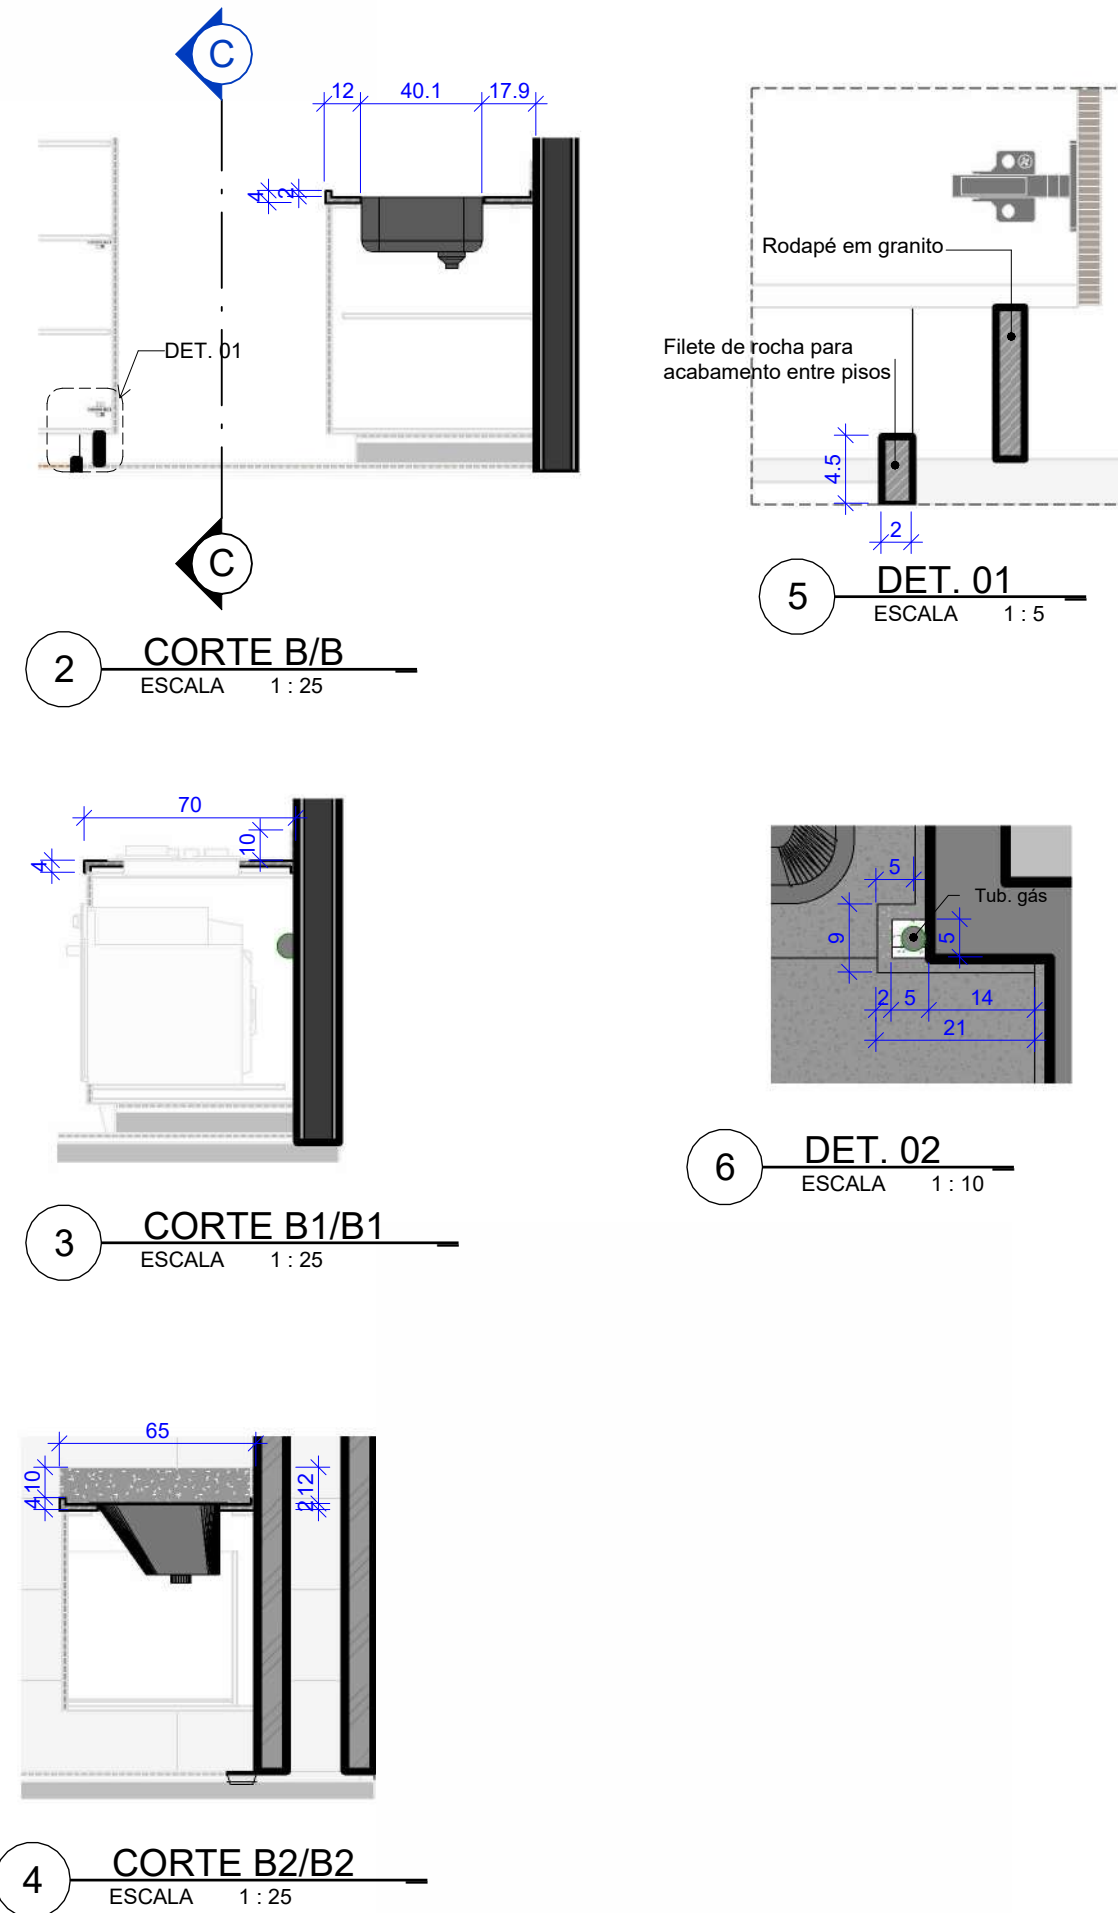 C
12 40.1 17.9
4 2
DET. 01
C
2 CORTE B/B
ESCALA 1 : 25
Rodapé em granito
Filete de rocha para
acabamento entre pisos
4.5
2
5 DET. 01
ESCALA 1 : 5
70
10
4
3 CORTE B1/B1
ESCALA 1 : 25
5
Tub. gás
9 5
2 5 14
21
6 DET. 02
ESCALA 1 : 10
65
10 12
4 2
4 CORTE B2/B2
ESCALA 1 : 25